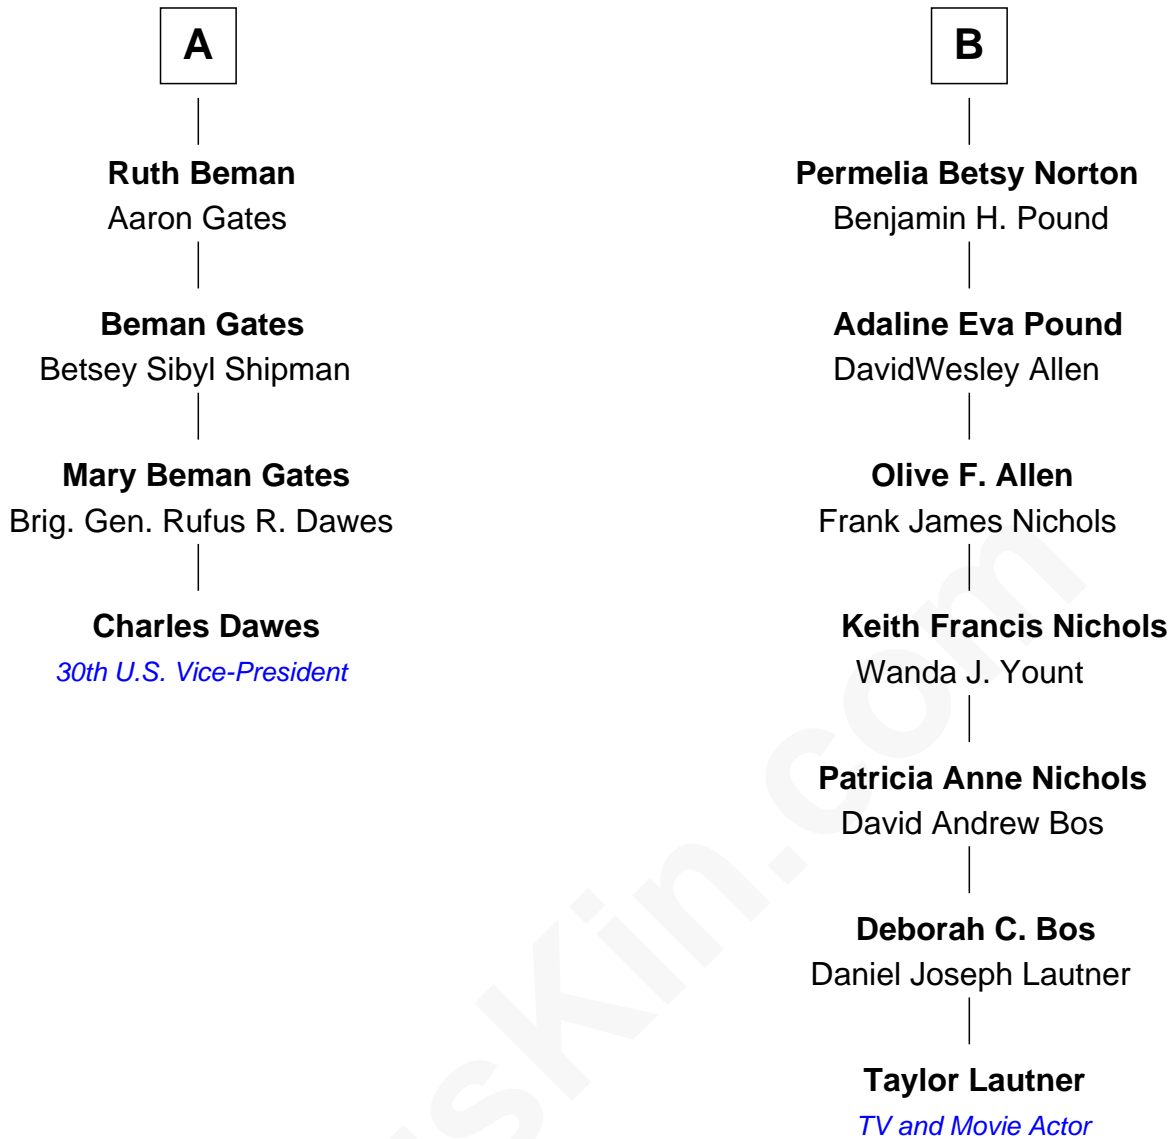 A
Ruth Beman
Aaron Gates
Beman Gates
Betsey Sibyl Shipman
Mary Beman Gates
Brig. Gen. Rufus R. Dawes
Charles Dawes
30th U.S. Vice-President
B
Permelia Betsy Norton
Benjamin H. Pound
Adaline Eva Pound
DavidWesley Allen
Olive F. Allen
Frank James Nichols
Keith Francis Nichols
Wanda J. Yount
Patricia Anne Nichols
David Andrew Bos
Deborah C. Bos
Daniel Joseph Lautner
Taylor Lautner
TV and Movie Actor
sKin.com